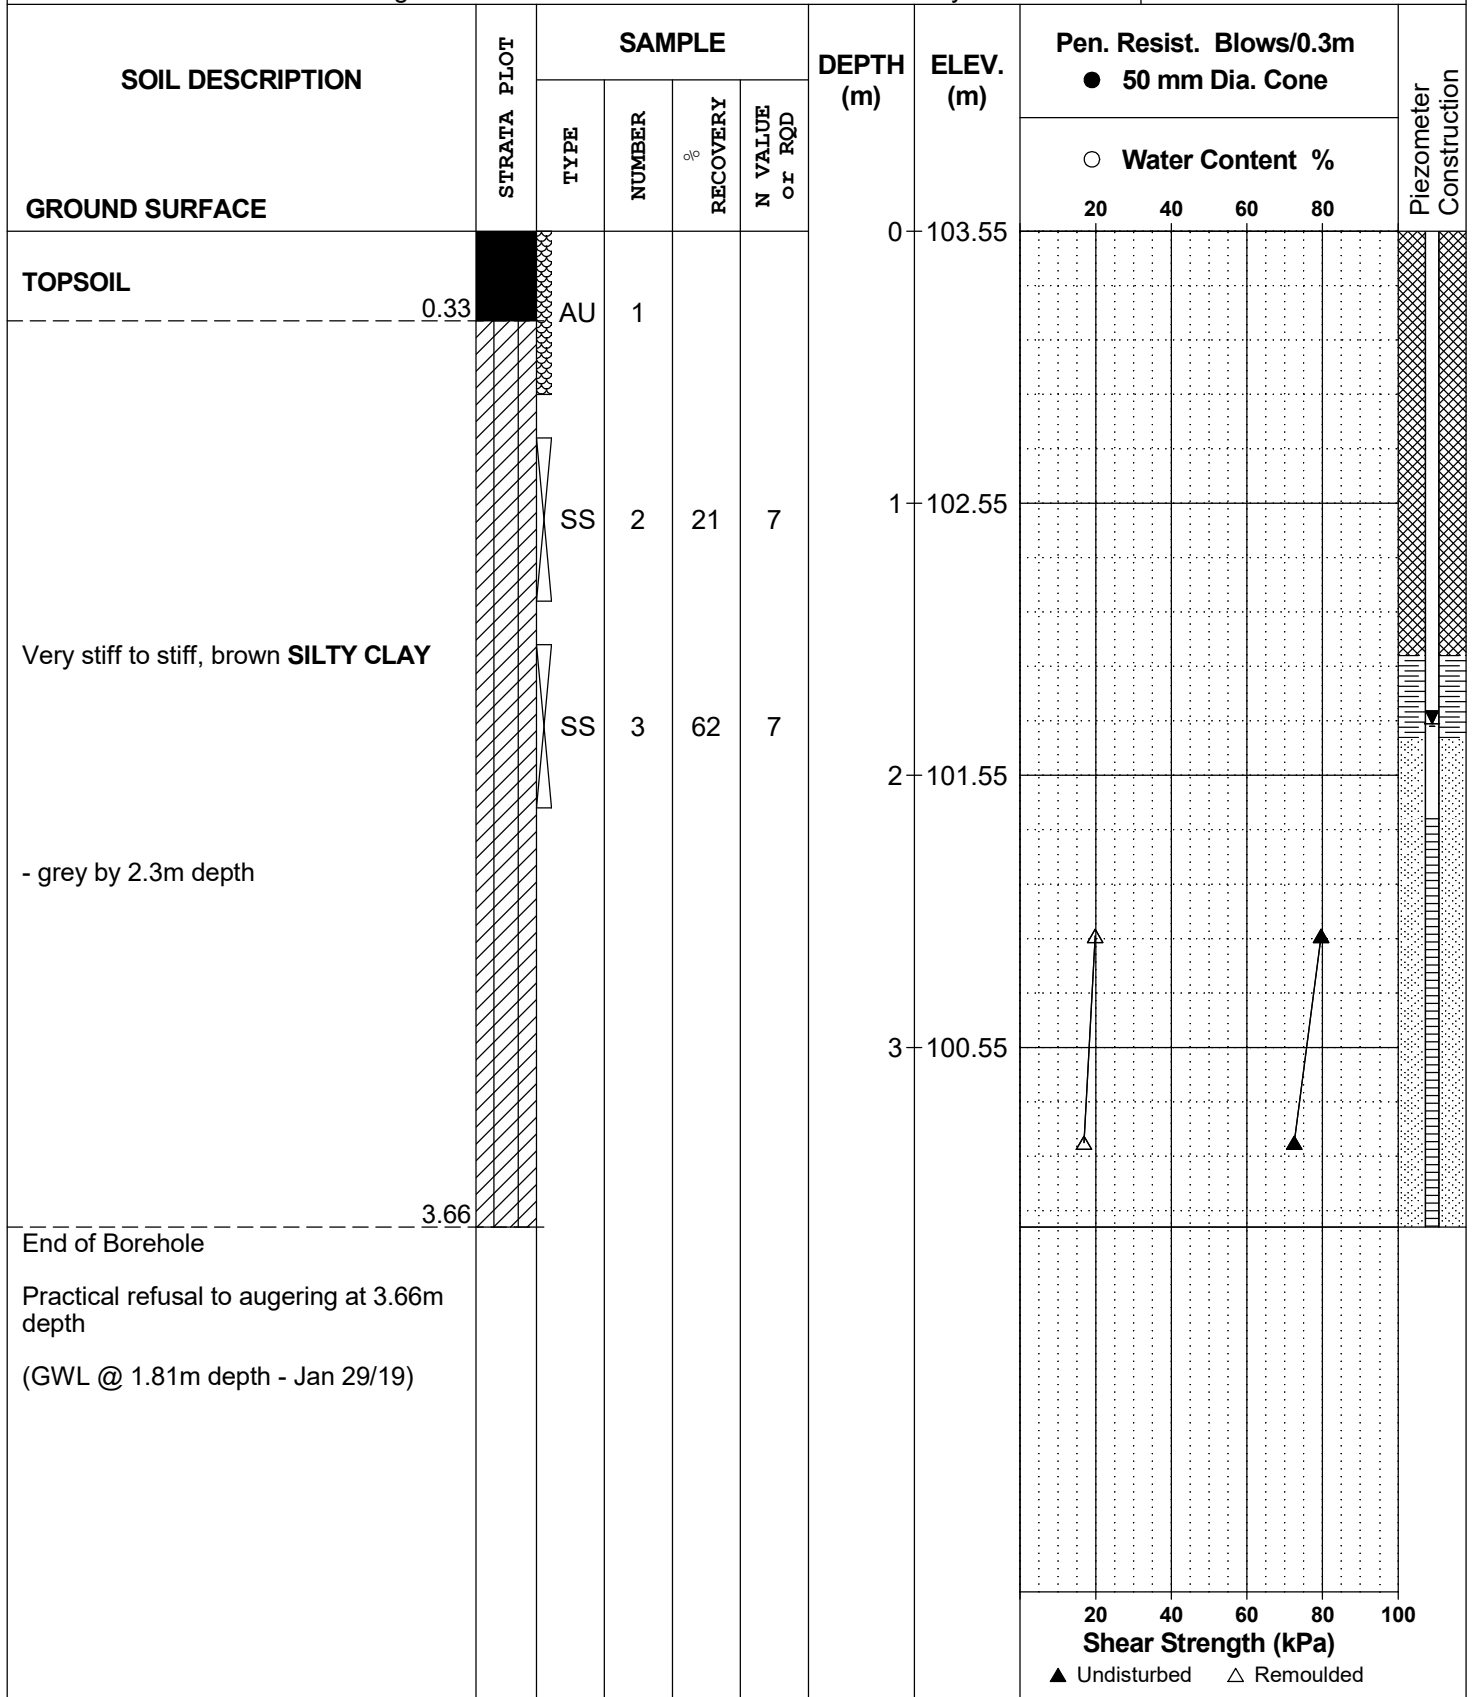 SOIL DESCRIPTION
GROUND SURFACE
STRATA PLOT
SAMPLE
TYPE
NUMBER
%
RECOVERY
N VALUE
or RQD
DEPTH
(m)
ELEV.
(m)
Pen. Resist. Blows/0.3m
● 50 mm Dia. Cone
○ Water Content %
20 40 60 80
Piezometer
Construction
0 103.55
TOPSOIL
0.33
AU 1
SS 2 21 7
1 102.55
Very stiff to stiff, brown SILTY CLAY
SS 3 62 7
2 101.55
- grey by 2.3m depth
3 100.55
3.66
End of Borehole
Practical refusal to augering at 3.66m
depth
(GWL @ 1.81m depth - Jan 29/19)
20 40 60 80 100
Shear Strength (kPa)
▲ Undisturbed △ Remoulded